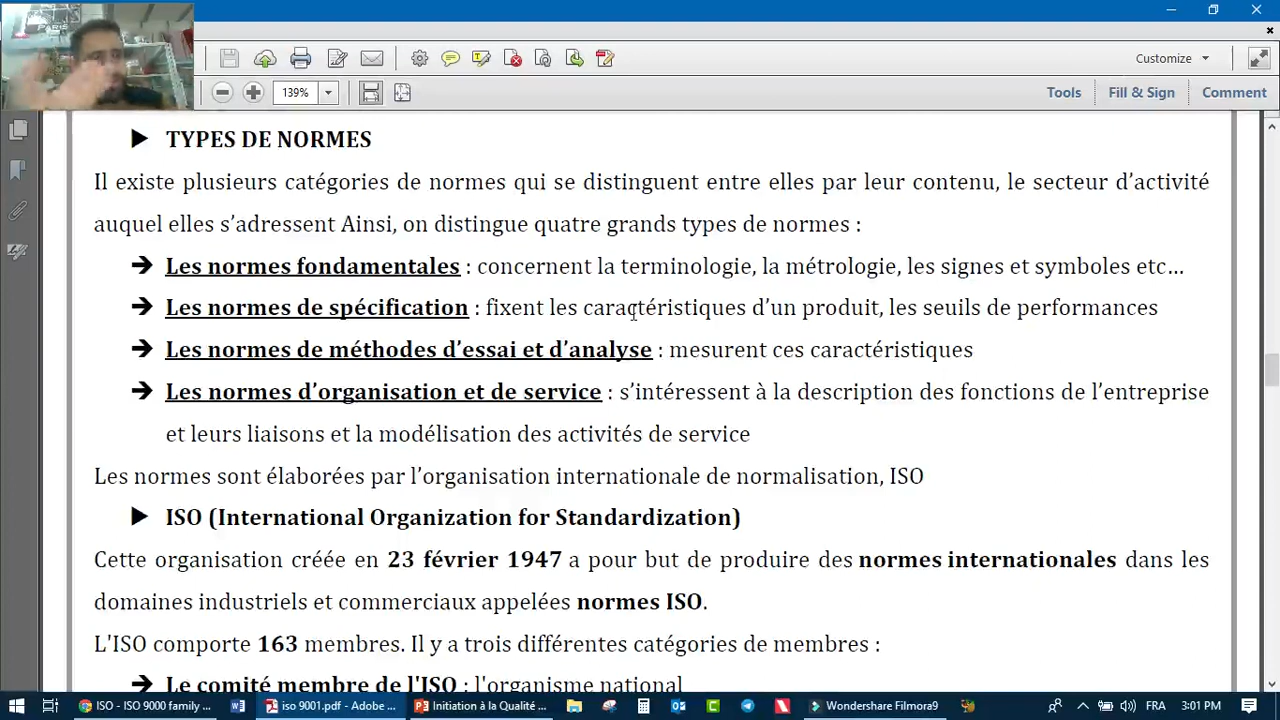 PARIS
Customize
139%
Tools
Fill & Sign
Comment
TYPES DE NORMES
Il existe plusieurs catégories de normes qui se distinguent entre elles par leur contenu, le secteur d’activité
auquel elles s’adressent Ainsi, on distingue quatre grands types de normes :
Les normes fondamentales : concernent la terminologie, la métrologie, les signes et symboles etc…
Les normes de spécification : fixent les caractéristiques d’un produit, les seuils de performances
Les normes de méthodes d’essai et d’analyse : mesurent ces caractéristiques
Les normes d’organisation et de service : s’intéressent à la description des fonctions de l’entreprise
et leurs liaisons et la modélisation des activités de service
Les normes sont élaborées par l’organisation internationale de normalisation, ISO
ISO (International Organization for Standardization)
Cette organisation créée en 23 février 1947 a pour but de produire des normes internationales dans les
domaines industriels et commerciaux appelées normes ISO.
L'ISO comporte 163 membres. Il y a trois différentes catégories de membres :
Le comité membre de l'ISO : l'organisme national
ISO - ISO 9000 family ...
iso 9001.pdf - Adobe ...
Initiation à la Qualité ...
Wondershare Filmora9
FR
3:01 PM